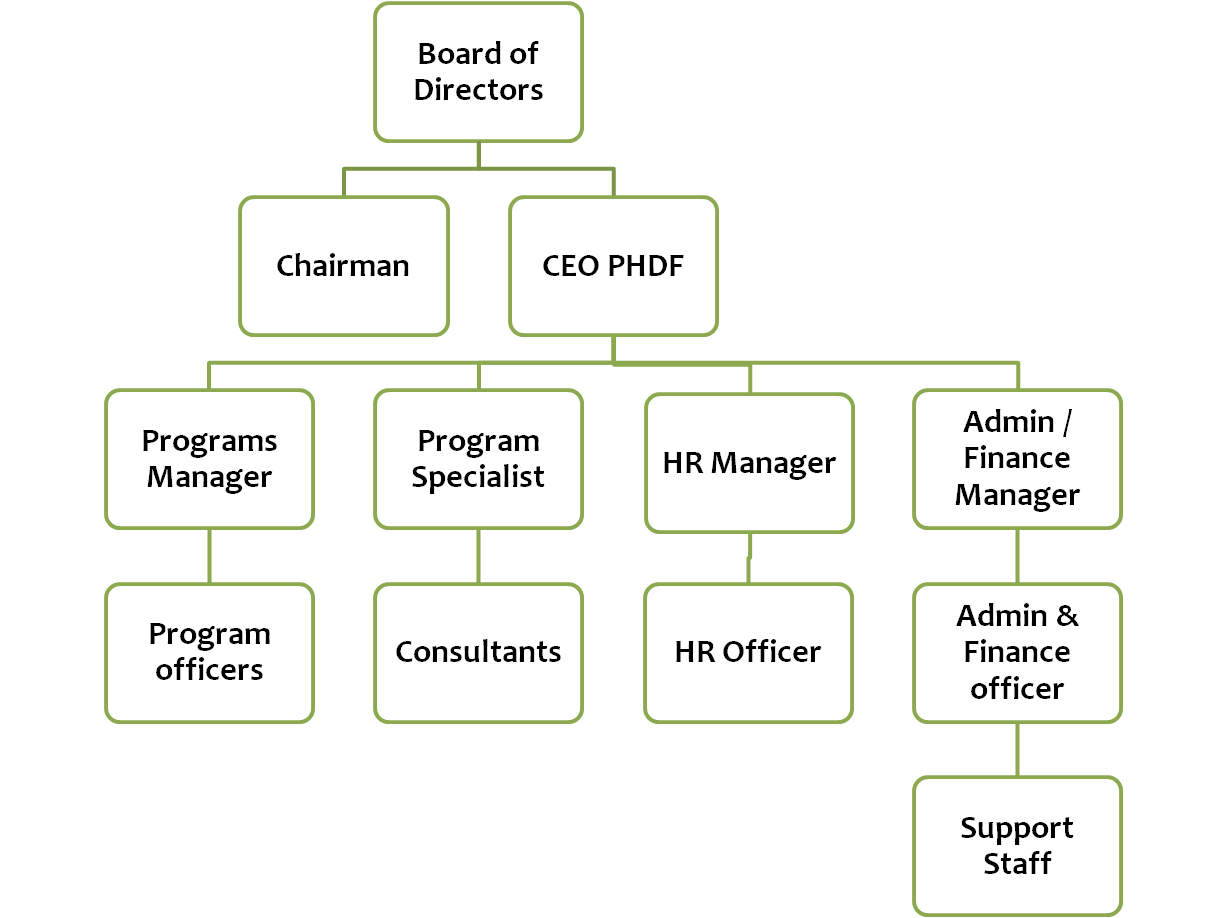 Board of
Directors
Chairman
CEO PHDF
Programs
Manager
Program
Specialist
HR Manager
Admin /
Finance
Manager
Program
officers
Consultants
HR Officer
Admin &
Finance
officer
Support
Staff